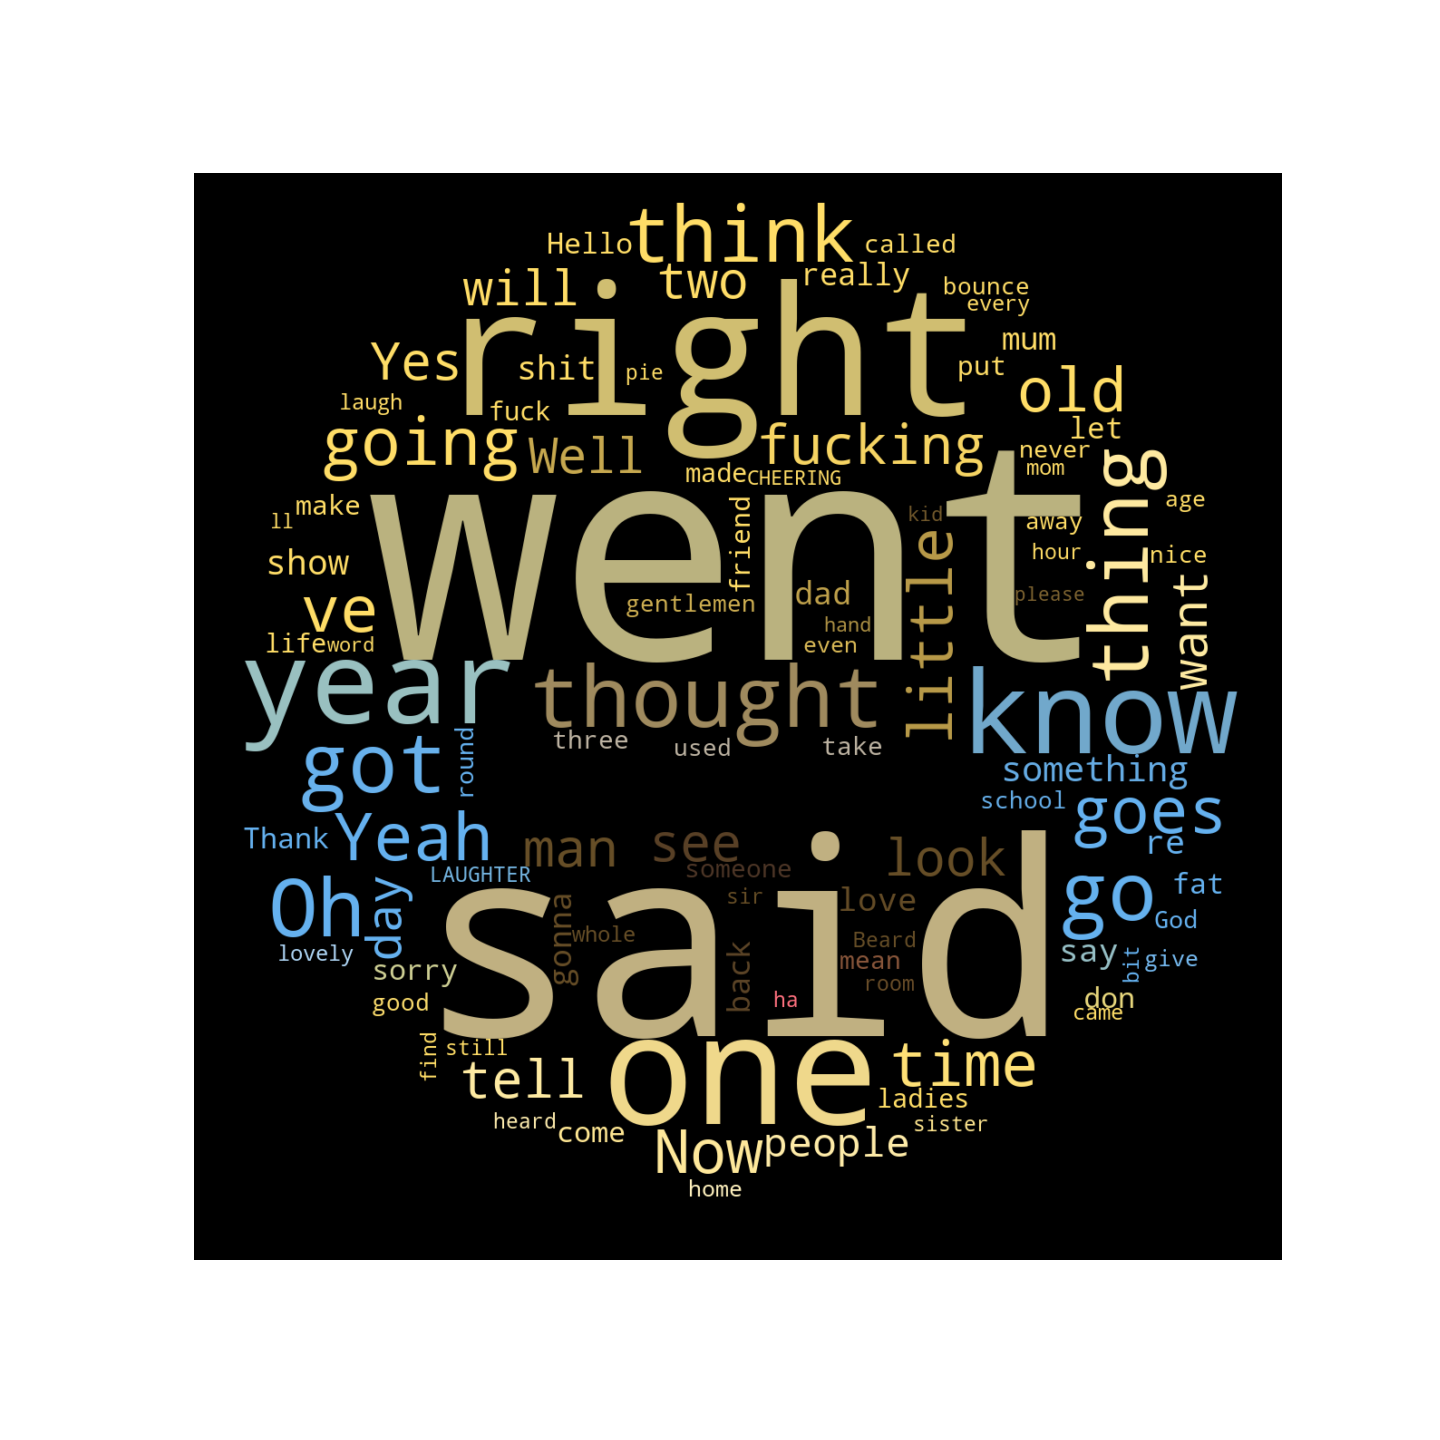 think
Hello
called
will
two
really
bounce
every
right
mum
Yes
shit
pie
put
old
laugh
fuck
let
going
Well
fucking
never
made
CHEERING
mom
thing
make
went
age
ll
friend
kid
away
show
little
hour
nice
ve
gentlemen
dad
please
want
hand
life
word
even
year
thought
know
three
used
take
got
round
something
school
goes
Thank
Yeah
man
see
look
re
LAUGHTER
someone
said
Oh
day
sir
love
go
fat
gonna
whole
Beard
God
lovely
back
mean
say
bit
give
sorry
room
good
ha
don
came
find
still
one
time
tell
ladies
heard
come
sister
Now
people
home